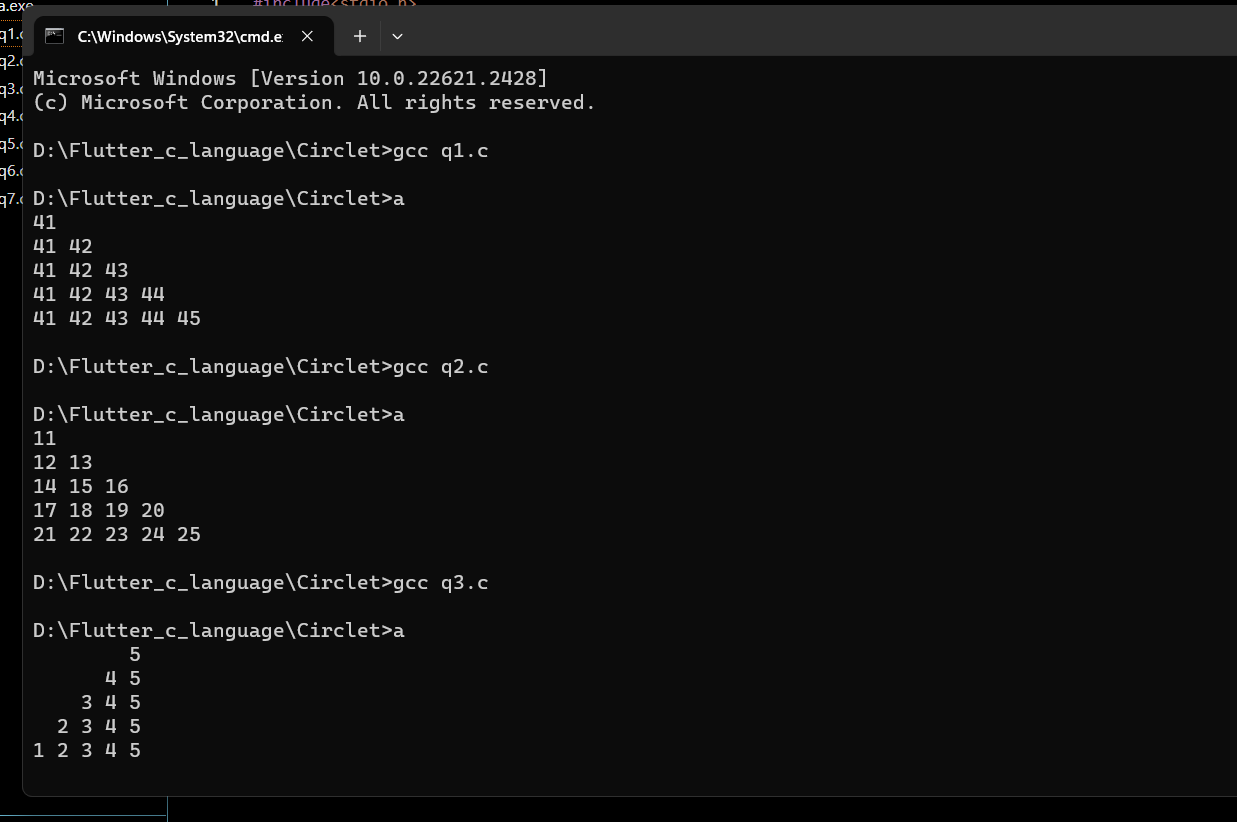 a.exe
1 #include<stdio.h>
q1.c
q2.c
q3.c
q4.c
q5.c
q6.c
q7.c
C:\Windows\System32\cmd.e
Microsoft Windows [Version 10.0.22621.2428]
(c) Microsoft Corporation. All rights reserved.
D:\Flutter_c_language\Circlet>gcc q1.c
D:\Flutter_c_language\Circlet>a
41
41 42
41 42 43
41 42 43 44
41 42 43 44 45
D:\Flutter_c_language\Circlet>gcc q2.c
D:\Flutter_c_language\Circlet>a
11
12 13
14 15 16
17 18 19 20
21 22 23 24 25
D:\Flutter_c_language\Circlet>gcc q3.c
D:\Flutter_c_language\Circlet>a
5
4 5
3 4 5
2 3 4 5
1 2 3 4 5